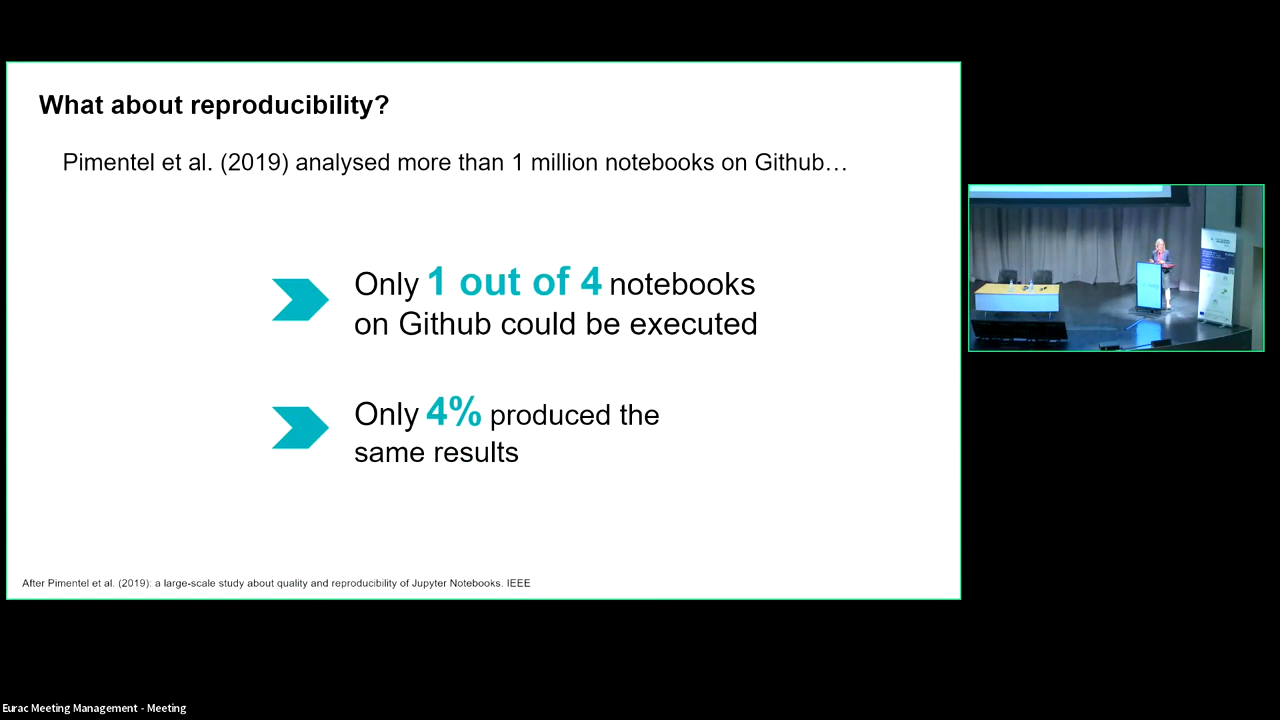 What about reproducibility?
Pimentel et al. (2019) analysed more than 1 million notebooks on Github…
Only 1 out of 4 notebooks
on Github could be executed
Only 4% produced the
same results
After Pimentel et al. (2019): a large-scale study about quality and reproducibility of Jupyter Notebooks. IEEE
Eurac Meeting Management - Meeting